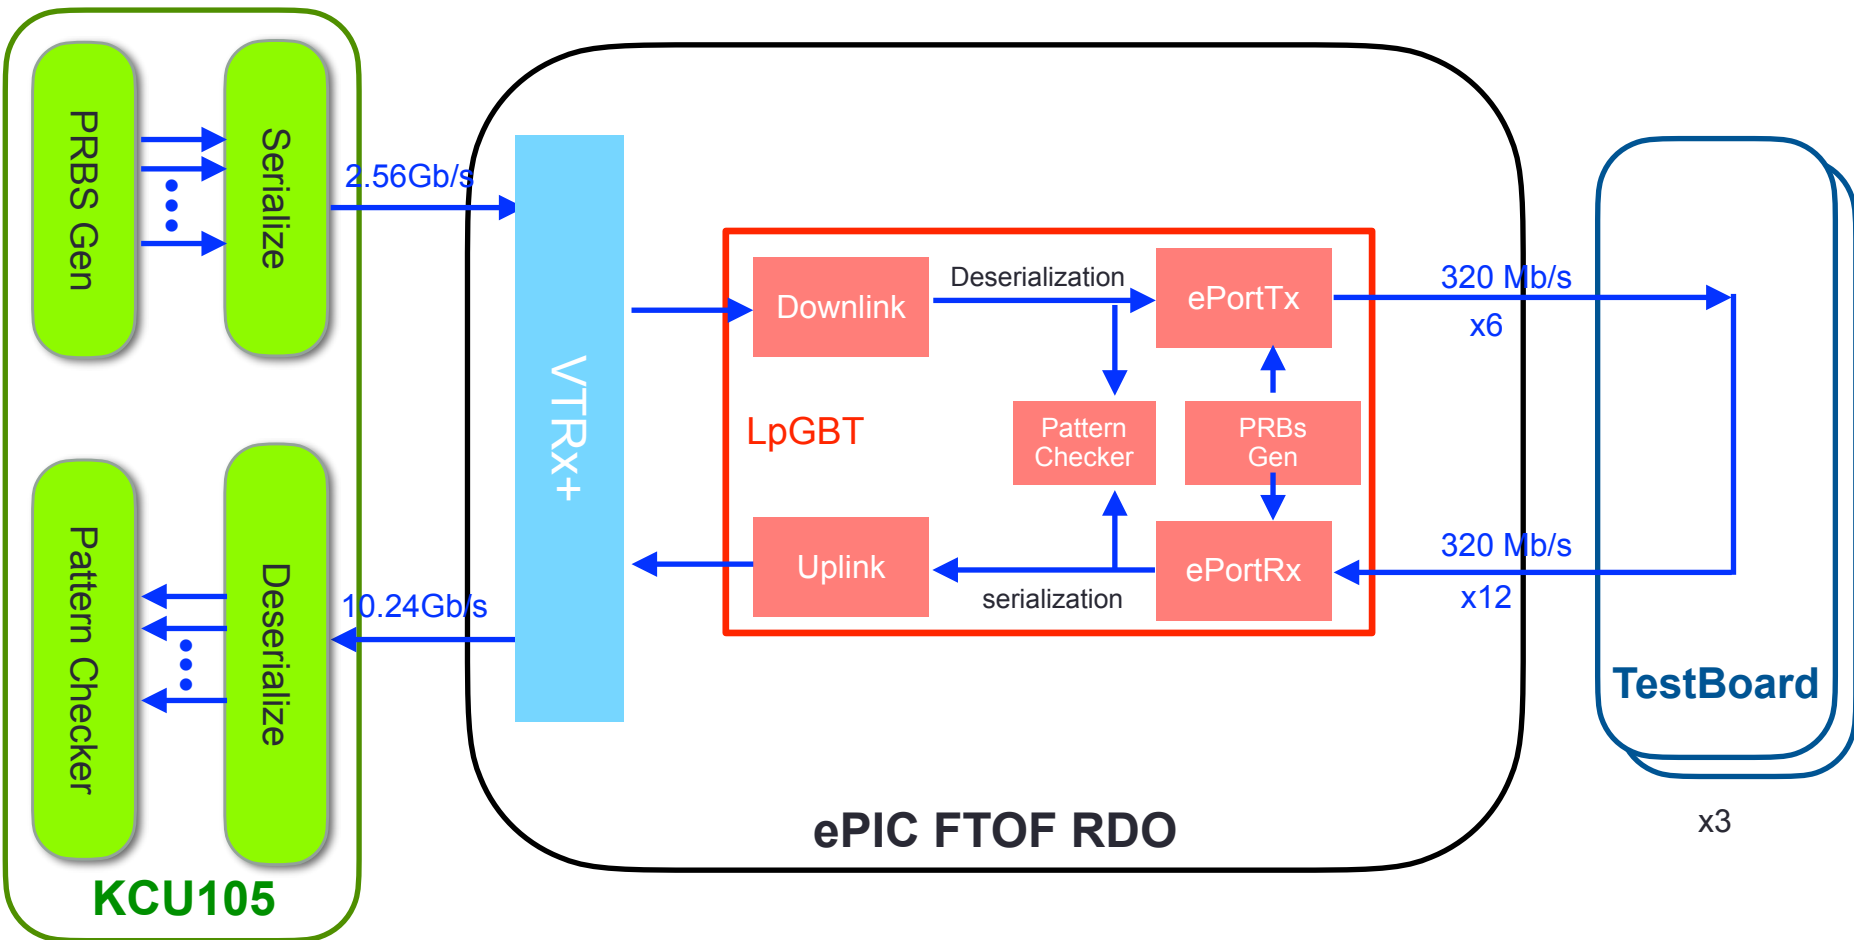 PRBS Gen
Serialize
2.56Gb/s
Pattern Checker
Deserialize
10.24Gb/s
KCU105
VTRx+
LpGBT
Downlink
Deserialization
ePortTx
Pattern
Checker
PRBs
Gen
Uplink
serialization
ePortRx
ePIC FTOF RDO
320 Mb/s
x6
320 Mb/s
x12
TestBoard
x3